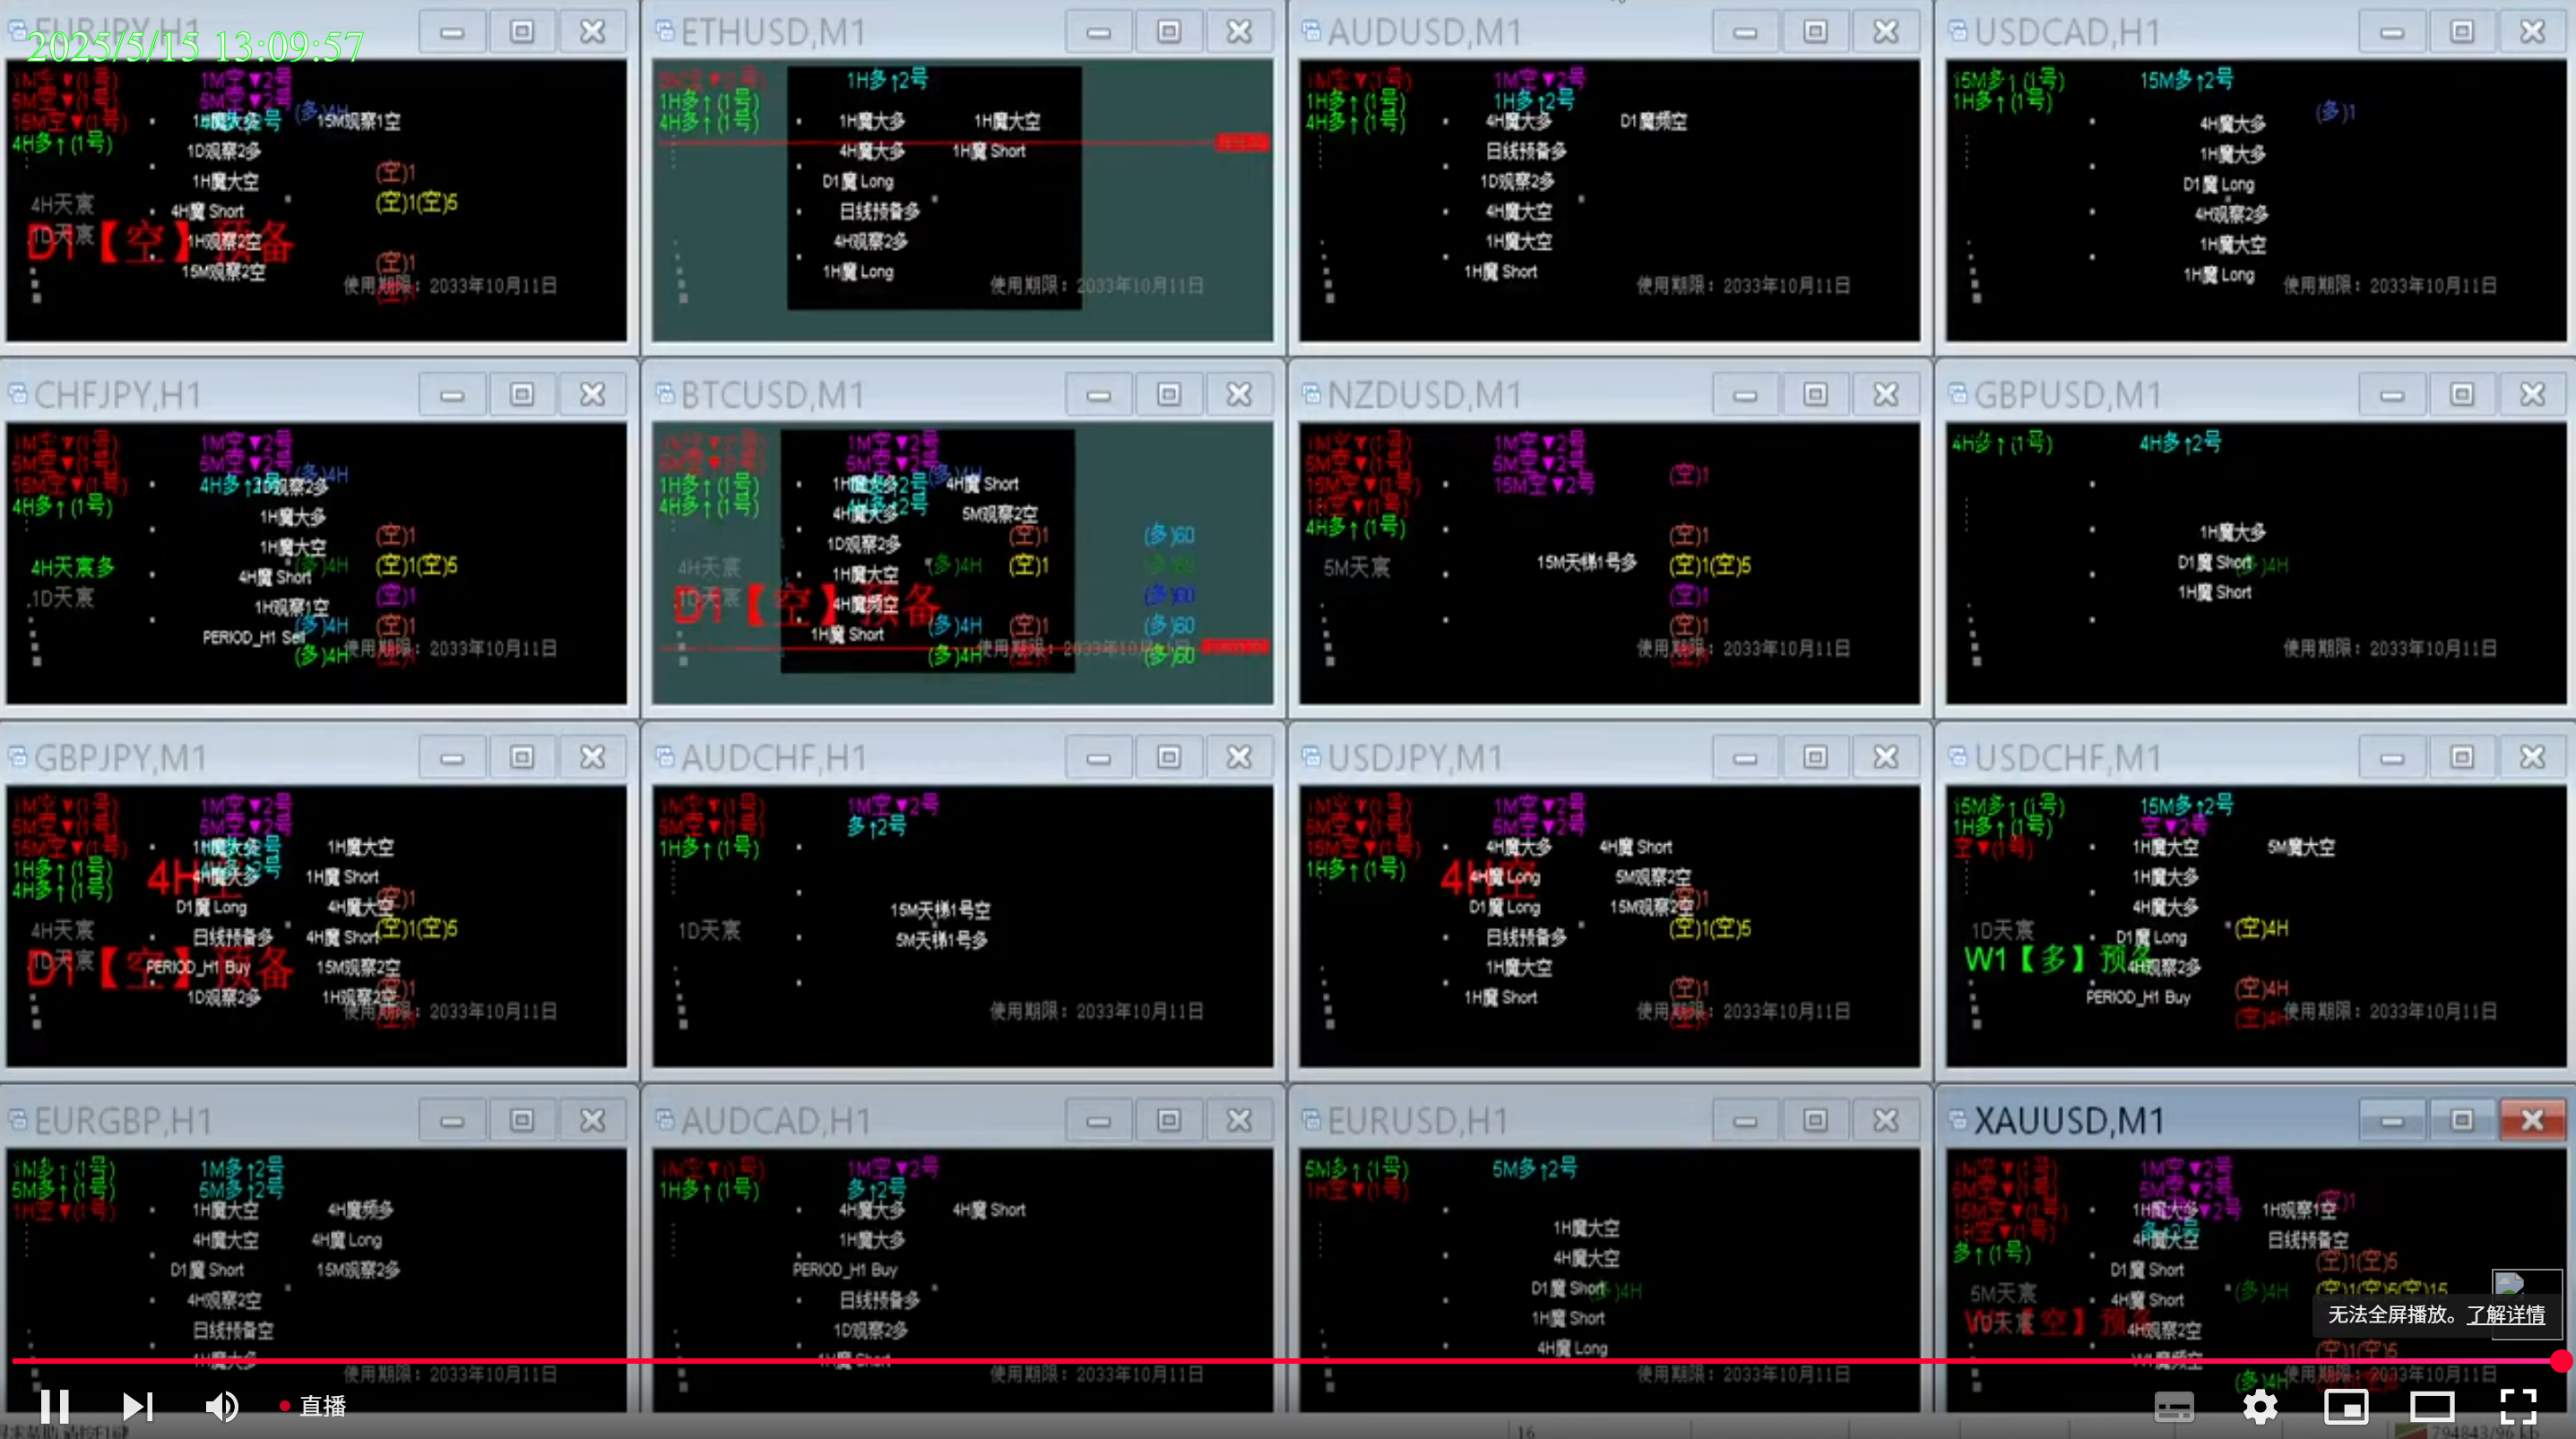 EURJPY,H1
2025/5/15 13:09:57
1M空▼(1号) 1M空▼2号
5M空▼(1号) 5M空▼2号
15M空▼(1号) 1H魔大多 (多)4H 15M观察1空
4H多↑(1号) 1D观察2多
1H魔大空 (空)1
4H天宸 4H魔 Short (空)1(空)5
1D天宸 D1【空】预备 1H观察2空
15M观察2空 (空)1
使用期限: 2033年10月11日
ETHUSD,M1
1H多↑2号
1H多↑(1号)
4H多↑(1号) 1H魔大多 1H魔大空
4H魔大多 1H魔 Short
D1魔 Long
日线预备多
4H观察2多
1H魔 Long
使用期限: 2033年10月11日
AUDUSD,M1
1M空▼(1号) 1M空▼2号
1H多↑(1号) 1H多↑2号
4H多↑(1号) 4H魔大多 D1魔频空
日线预备多
1D观察2多
4H魔大空
1H魔大空
1H魔 Short
使用期限: 2033年10月11日
USDCAD,H1
15M多↑(1号) 15M多↑2号
1H多↑(1号) (多)1
4H魔大多
1H魔大多
D1魔 Long
4H观察2多
1H魔大空
1H魔 Long
使用期限: 2033年10月11日
CHFJPY,H1
1M空▼(1号) 1M空▼2号
5M空▼(1号) 5M空▼2号
15M空▼(1号) 4H多↑2号 1D观察2多 (多)4H
4H多↑(1号) 1H魔大多
1H魔大空 (空)1
4H天宸多 4H魔 Short (多)4H (空)1(空)5
1D天宸 1H观察1空 (空)1
PERIOD_H1 Sell (多)4H (空)1
(多)4H 使用期限: 2033年10月11日
BTCUSD,M1
1M空▼2号
5M空▼2号
1H多↑(1号) 1H魔大多 (多)4H 4H魔 Short
4H多↑(1号) 4H魔大多 5M观察2空
1D观察2多 (空)1 (多)60
4H天宸 1H魔大空 (多)4H (空)1
1D天宸 D1【空】预备 4H魔频空 (多)60
1H魔 Short (多)4H (空)1 (多)60
(多)4H 使用期限: 2033年10月11日 (多)60
NZDUSD,M1
1M空▼(1号) 1M空▼2号
5M空▼(1号) 5M空▼2号 (空)1
15M空▼(1号) 15M空▼2号
1H空▼(1号)
4H多↑(1号) (空)1
5M天宸 15M天梯1号多 (空)1(空)5
(空)1
(空)1
使用期限: 2033年10月11日
GBPUSD,M1
4H多↑(1号) 4H多↑2号
1H魔大多
D1魔 Short (多)4H
1H魔 Short
使用期限: 2033年10月11日
GBPJPY,M1
1M空▼(1号) 1M空▼2号
5M空▼(1号) 5M空▼2号
15M空▼(1号) 1H魔大多 1H魔大空
1H多↑(1号) 4H空 4H魔大多 1H魔 Short
4H多↑(1号) D1魔 Long 4H魔大空 (空)1
4H天宸 日线预备多 4H魔 Short (空)1(空)5
1D天宸 D1【空】预备 PERIOD_H1 Buy 15M观察2空
1D观察2多 1H观察2空 (空)1
使用期限: 2033年10月11日
AUDCHF,H1
1M空▼(1号) 1M空▼2号
5M空▼(1号) 多↑2号
1H多↑(1号)
15M天梯1号空
1D天宸 5M天梯1号多
使用期限: 2033年10月11日
USDJPY,M1
1M空▼(1号) 1M空▼2号
5M空▼(1号) 5M空▼2号
15M空▼(1号) 4H魔大多 4H魔 Short
1H多↑(1号) 4H空 4H魔 Long 5M观察2空
D1魔 Long 15M观察2空 (空)1
日线预备多 (空)1(空)5
1H魔大空
1H魔 Short (空)1
使用期限: 2033年10月11日
USDCHF,M1
15M多↑(1号) 15M多↑2号
1H多↑(1号) 空▼2号
空▼(1号) 1H魔大空 5M魔大空
1H魔大多
4H魔大多
1D天宸 D1魔 Long (空)4H
W1【多】预备 4H观察2多
PERIOD_H1 Buy (空)4H
(空)4H 使用期限: 2033年10月11日
EURGBP,H1
1M多↑(1号) 1M多↑2号
5M多↑(1号) 5M多↑2号
1H空▼(1号) 1H魔大空 4H魔频多
4H魔大空 4H魔 Long
D1魔 Short 15M观察2多
4H观察2空
日线预备空
4H魔大多
使用期限: 2033年10月11日
AUDCAD,H1
1M空▼(1号) 1M空▼2号
1H多↑(1号) 多↑2号
4H魔大多 4H魔 Short
1H魔大多
PERIOD_H1 Buy
日线预备多
1D观察2多
1H魔 Short
使用期限: 2033年10月11日
EURUSD,H1
5M多↑(1号) 5M多↑2号
1H空▼(1号)
1H魔大空
4H魔大空
D1魔 Short (多)4H
1H魔 Short
4H魔 Long
使用期限: 2033年10月11日
XAUUSD,M1
1M空▼(1号) 1M空▼2号
5M空▼(1号) 5M空▼2号 (空)1
15M空▼(1号) 1H魔大多 1H观察1空
1H空▼(1号) 4H魔大空 日线预备空
多↑(1号) D1魔 Short (空)1(空)5
5M天宸 4H魔 Short (多)4H (空)1(空)5(空)15
4H观察2空
(空)1(空)5
(多)4H 使用期限: 2033年10月11日
无法全屏播放。了解详情
直播
16
794843/96 kb